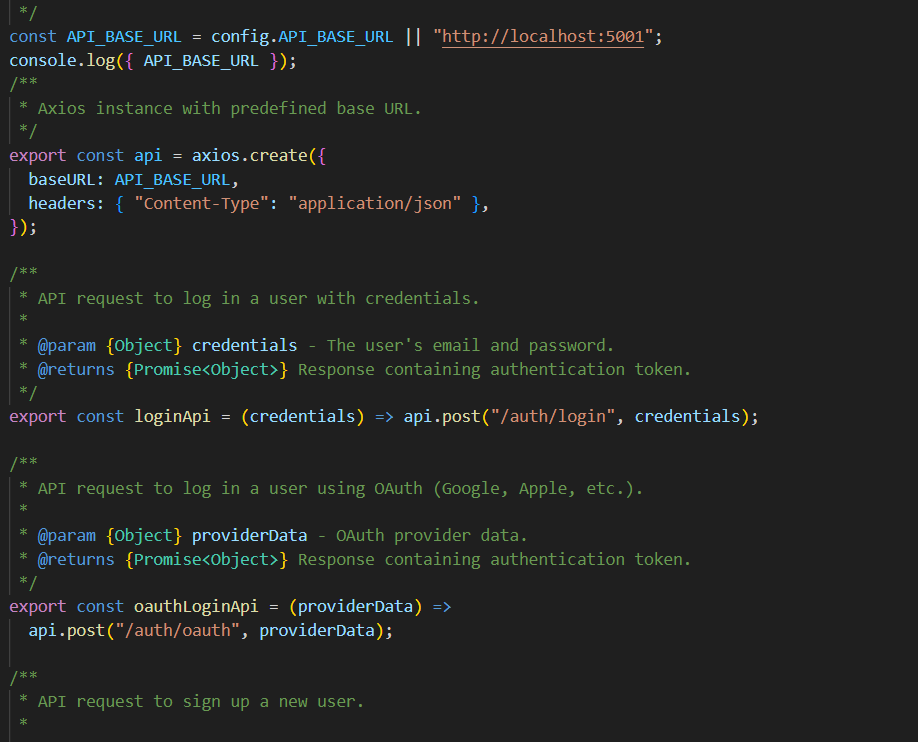 */
const API_BASE_URL = config.API_BASE_URL || "http://localhost:5001";
console.log({ API_BASE_URL });
/**
 * Axios instance with predefined base URL.
 */
export const api = axios.create({
  baseURL: API_BASE_URL,
  headers: { "Content-Type": "application/json" },
});

/**
 * API request to log in a user with credentials.
 *
 * @param {Object} credentials - The user's email and password.
 * @returns {Promise<Object>} Response containing authentication token.
 */
export const loginApi = (credentials) => api.post("/auth/login", credentials);

/**
 * API request to log in a user using OAuth (Google, Apple, etc.).
 *
 * @param {Object} providerData - OAuth provider data.
 * @returns {Promise<Object>} Response containing authentication token.
 */
export const oauthLoginApi = (providerData) =>
  api.post("/auth/oauth", providerData);

/**
 * API request to sign up a new user.
 *